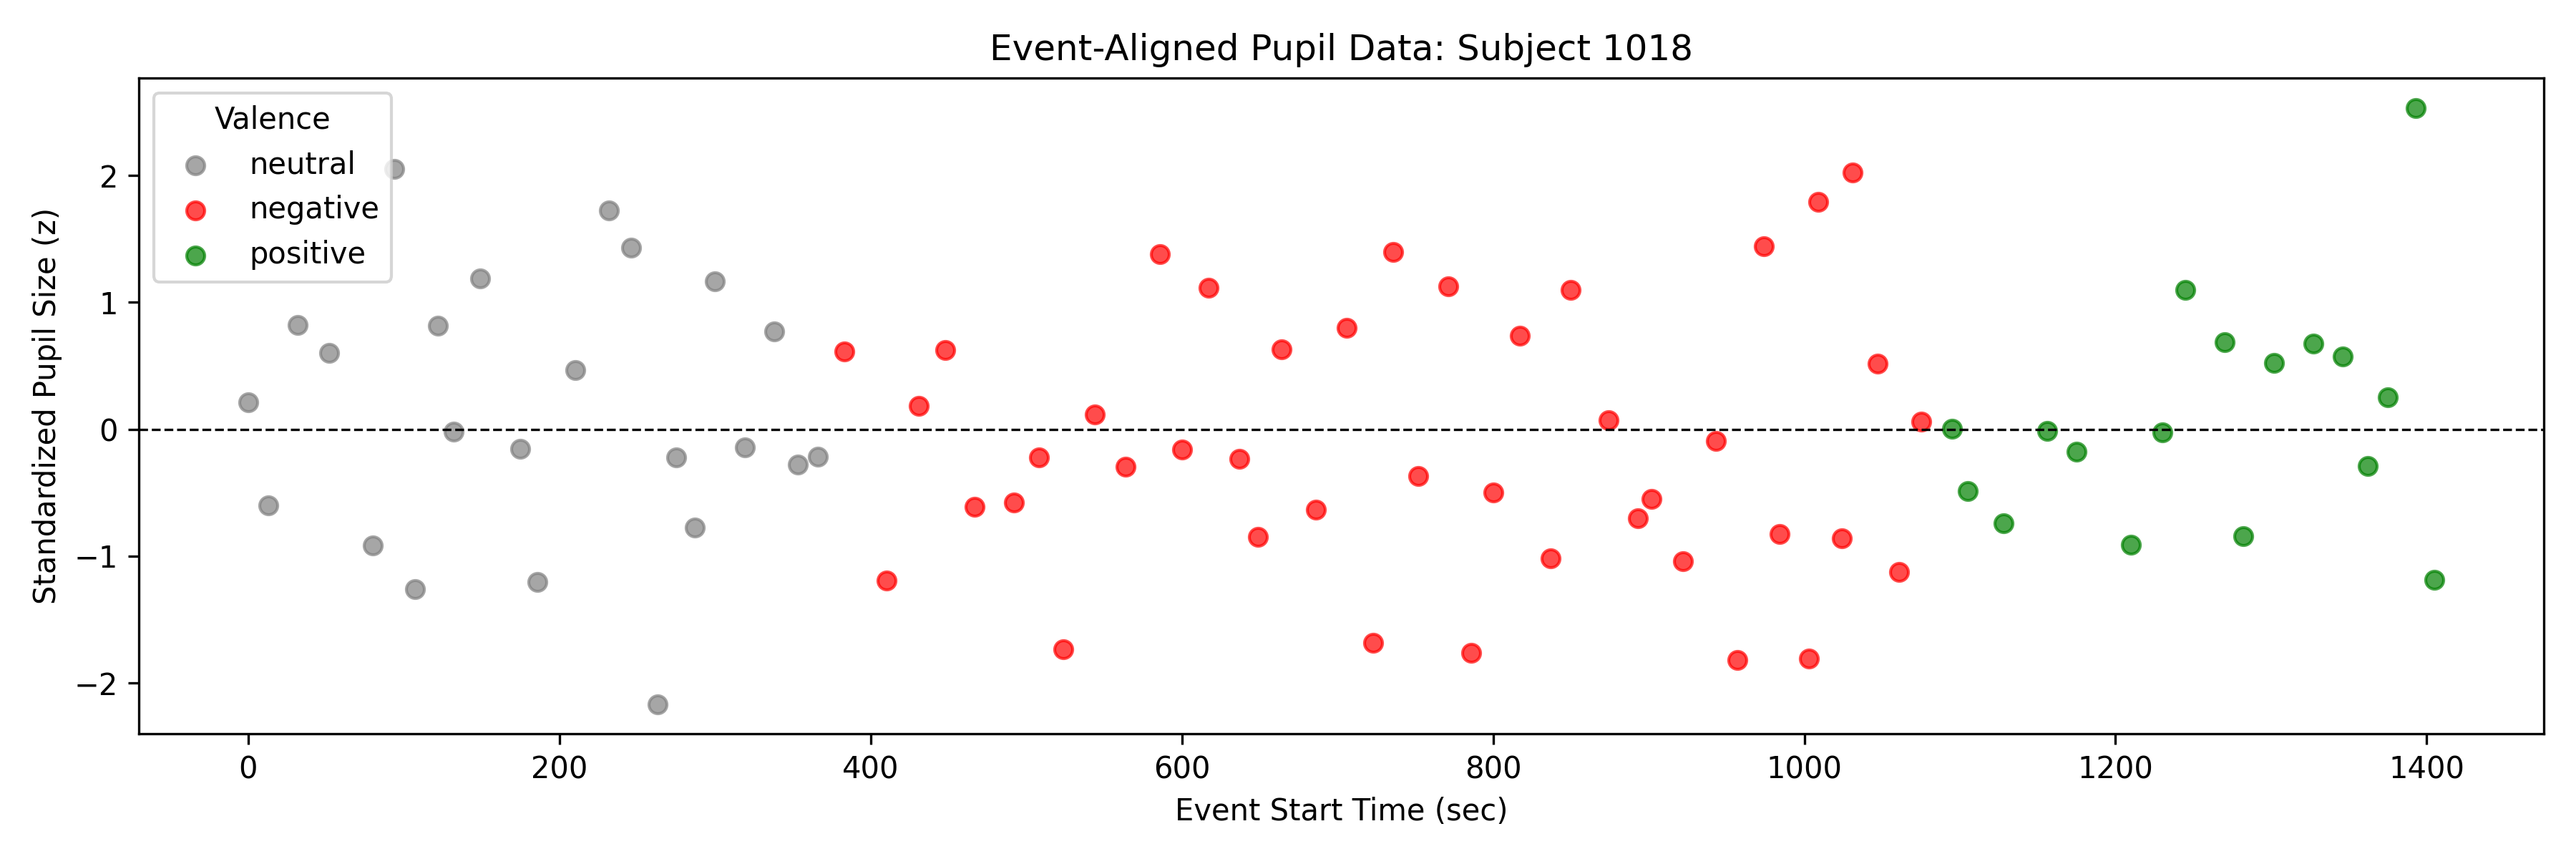 Event-Aligned Pupil Data: Subject 1018
Valence
neutral
negative
positive
Standardized Pupil Size (z)
2
1
0
−1
−2
0 200 400 600 800 1000 1200 1400
Event Start Time (sec)